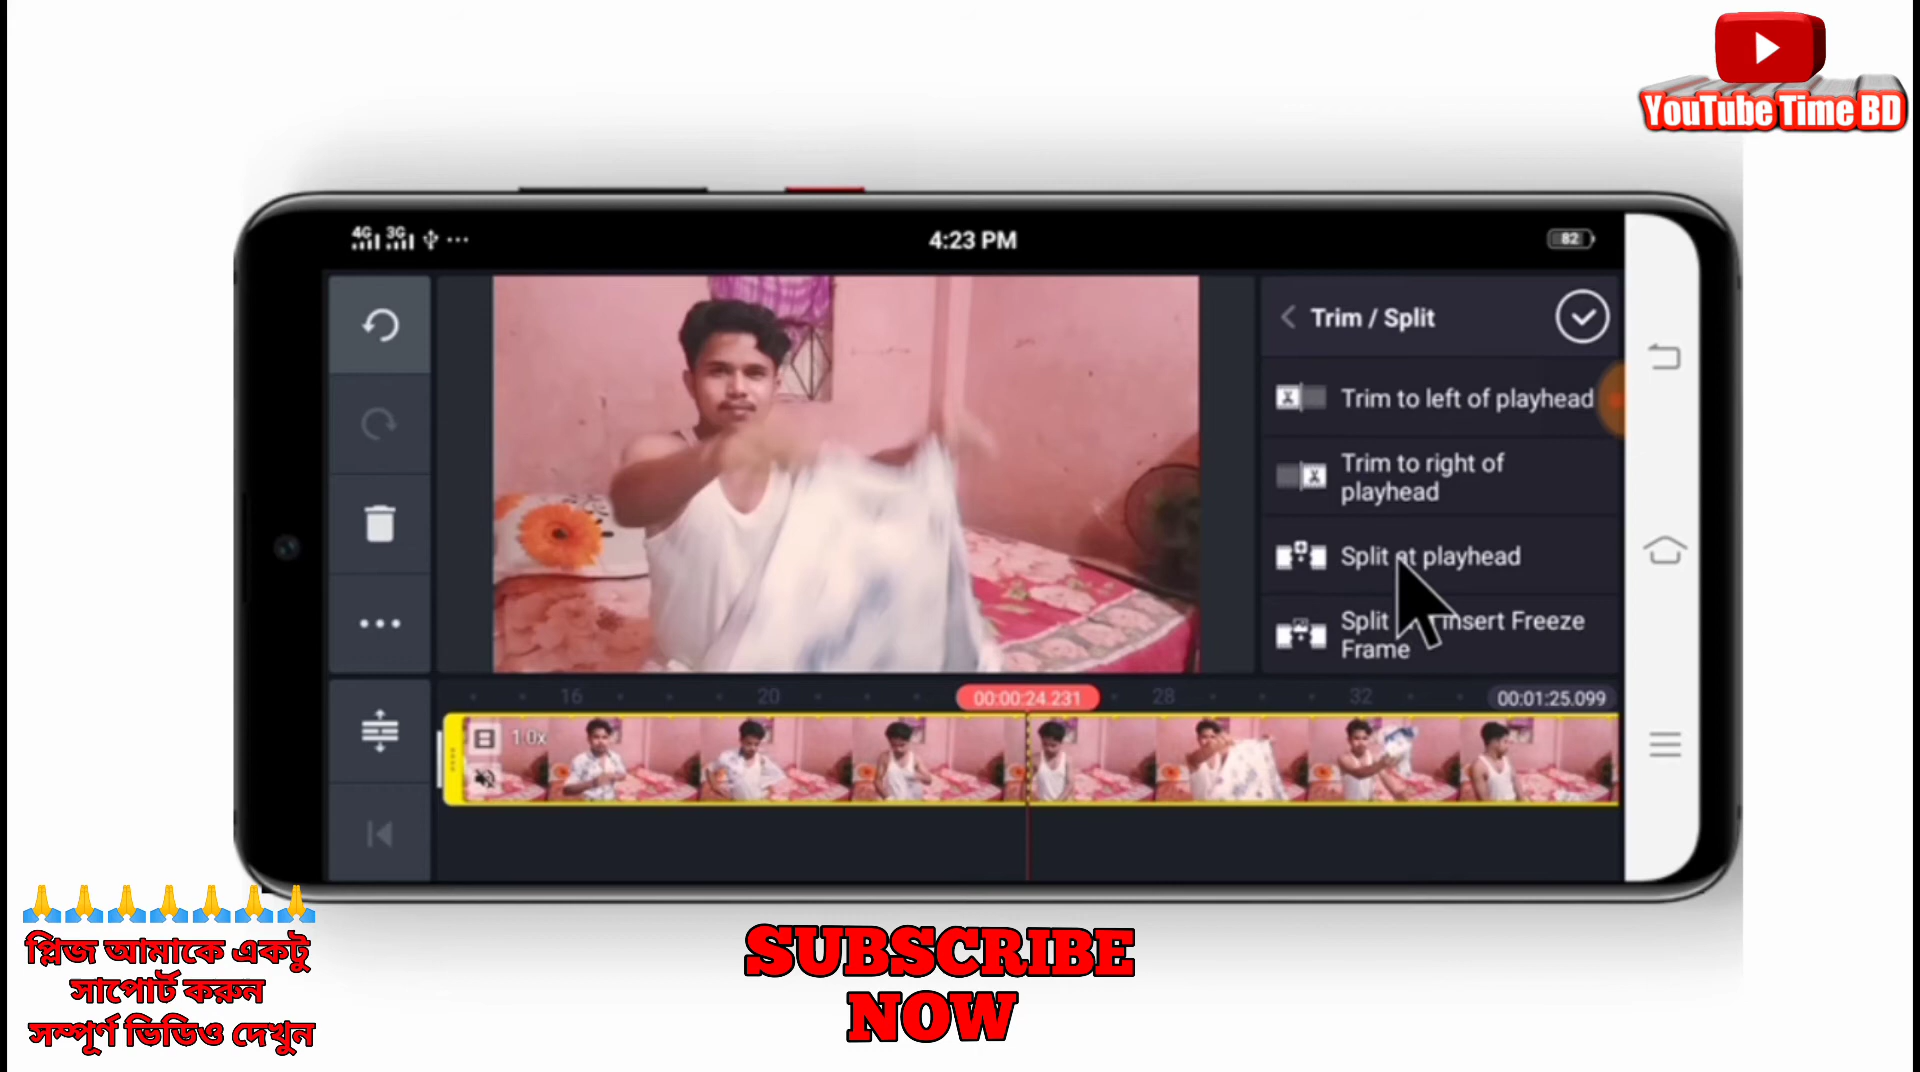 YouTube Time BD
4G 3G
4:23 PM
82
Trim / Split
Trim to left of playhead
Trim to right of
playhead
Split at playhead
Split insert Freeze
Frame
16
20
00:00:24.231
28
32
00:01:25.099
1.0x
প্লিজ আমাকে একটু
সাপোর্ট করুন
সম্পূর্ণ ভিডিও দেখুন
SUBSCRIBE
NOW